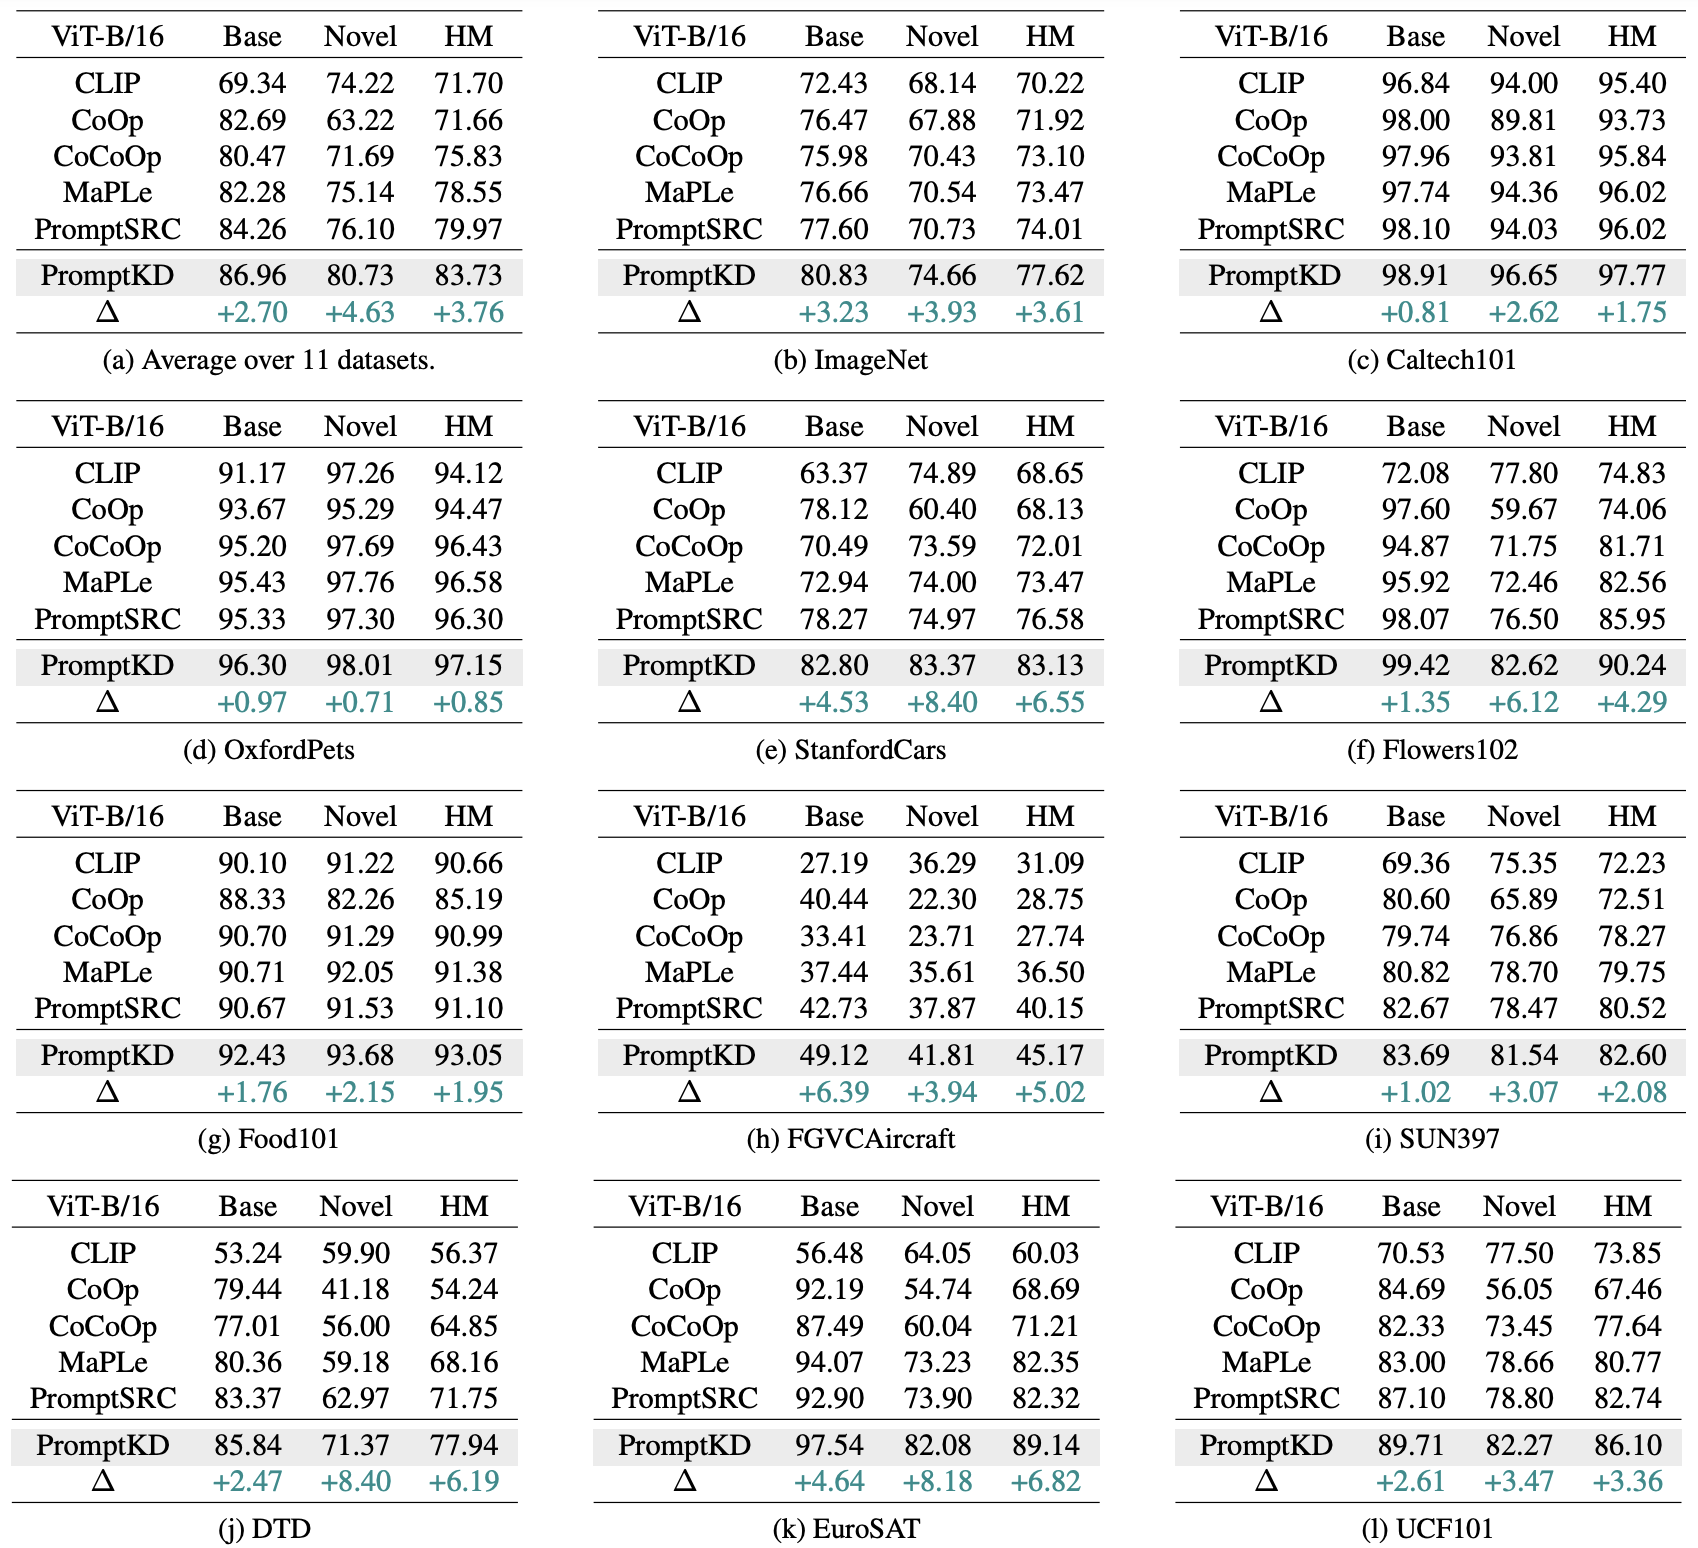 ViT-B/16 Base Novel HM
CLIP 69.34 74.22 71.70
CoOp 82.69 63.22 71.66
CoCoOp 80.47 71.69 75.83
MaPLe 82.28 75.14 78.55
PromptSRC 84.26 76.10 79.97
PromptKD 86.96 80.73 83.73
Δ +2.70 +4.63 +3.76
(a) Average over 11 datasets.
ViT-B/16 Base Novel HM
CLIP 72.43 68.14 70.22
CoOp 76.47 67.88 71.92
CoCoOp 75.98 70.43 73.10
MaPLe 76.66 70.54 73.47
PromptSRC 77.60 70.73 74.01
PromptKD 80.83 74.66 77.62
Δ +3.23 +3.93 +3.61
(b) ImageNet
ViT-B/16 Base Novel HM
CLIP 96.84 94.00 95.40
CoOp 98.00 89.81 93.73
CoCoOp 97.96 93.81 95.84
MaPLe 97.74 94.36 96.02
PromptSRC 98.10 94.03 96.02
PromptKD 98.91 96.65 97.77
Δ +0.81 +2.62 +1.75
(c) Caltech101
ViT-B/16 Base Novel HM
CLIP 91.17 97.26 94.12
CoOp 93.67 95.29 94.47
CoCoOp 95.20 97.69 96.43
MaPLe 95.43 97.76 96.58
PromptSRC 95.33 97.30 96.30
PromptKD 96.30 98.01 97.15
Δ +0.97 +0.71 +0.85
(d) OxfordPets
ViT-B/16 Base Novel HM
CLIP 63.37 74.89 68.65
CoOp 78.12 60.40 68.13
CoCoOp 70.49 73.59 72.01
MaPLe 72.94 74.00 73.47
PromptSRC 78.27 74.97 76.58
PromptKD 82.80 83.37 83.13
Δ +4.53 +8.40 +6.55
(e) StanfordCars
ViT-B/16 Base Novel HM
CLIP 72.08 77.80 74.83
CoOp 97.60 59.67 74.06
CoCoOp 94.87 71.75 81.71
MaPLe 95.92 72.46 82.56
PromptSRC 98.07 76.50 85.95
PromptKD 99.42 82.62 90.24
Δ +1.35 +6.12 +4.29
(f) Flowers102
ViT-B/16 Base Novel HM
CLIP 90.10 91.22 90.66
CoOp 88.33 82.26 85.19
CoCoOp 90.70 91.29 90.99
MaPLe 90.71 92.05 91.38
PromptSRC 90.67 91.53 91.10
PromptKD 92.43 93.68 93.05
Δ +1.76 +2.15 +1.95
(g) Food101
ViT-B/16 Base Novel HM
CLIP 27.19 36.29 31.09
CoOp 40.44 22.30 28.75
CoCoOp 33.41 23.71 27.74
MaPLe 37.44 35.61 36.50
PromptSRC 42.73 37.87 40.15
PromptKD 49.12 41.81 45.17
Δ +6.39 +3.94 +5.02
(h) FGVCAircraft
ViT-B/16 Base Novel HM
CLIP 69.36 75.35 72.23
CoOp 80.60 65.89 72.51
CoCoOp 79.74 76.86 78.27
MaPLe 80.82 78.70 79.75
PromptSRC 82.67 78.47 80.52
PromptKD 83.69 81.54 82.60
Δ +1.02 +3.07 +2.08
(i) SUN397
ViT-B/16 Base Novel HM
CLIP 53.24 59.90 56.37
CoOp 79.44 41.18 54.24
CoCoOp 77.01 56.00 64.85
MaPLe 80.36 59.18 68.16
PromptSRC 83.37 62.97 71.75
PromptKD 85.84 71.37 77.94
Δ +2.47 +8.40 +6.19
(j) DTD
ViT-B/16 Base Novel HM
CLIP 56.48 64.05 60.03
CoOp 92.19 54.74 68.69
CoCoOp 87.49 60.04 71.21
MaPLe 94.07 73.23 82.35
PromptSRC 92.90 73.90 82.32
PromptKD 97.54 82.08 89.14
Δ +4.64 +8.18 +6.82
(k) EuroSAT
ViT-B/16 Base Novel HM
CLIP 70.53 77.50 73.85
CoOp 84.69 56.05 67.46
CoCoOp 82.33 73.45 77.64
MaPLe 83.00 78.66 80.77
PromptSRC 87.10 78.80 82.74
PromptKD 89.71 82.27 86.10
Δ +2.61 +3.47 +3.36
(l) UCF101